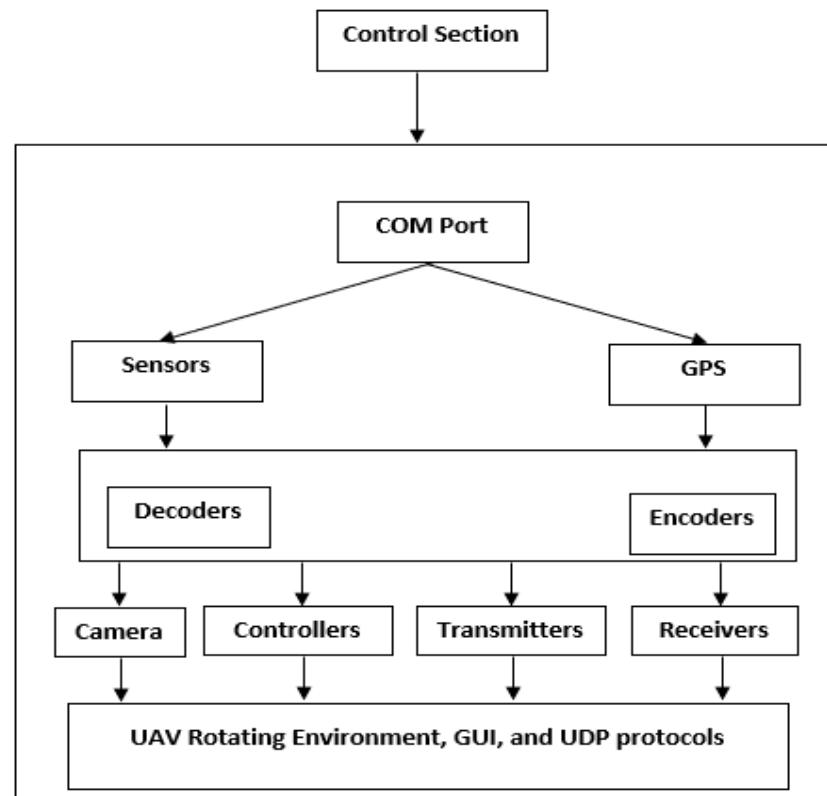 Control Section
COM Port
Sensors
GPS
Decoders
Encoders
Camera
Controllers
Transmitters
Receivers
UAV Rotating Environment, GUI, and UDP protocols